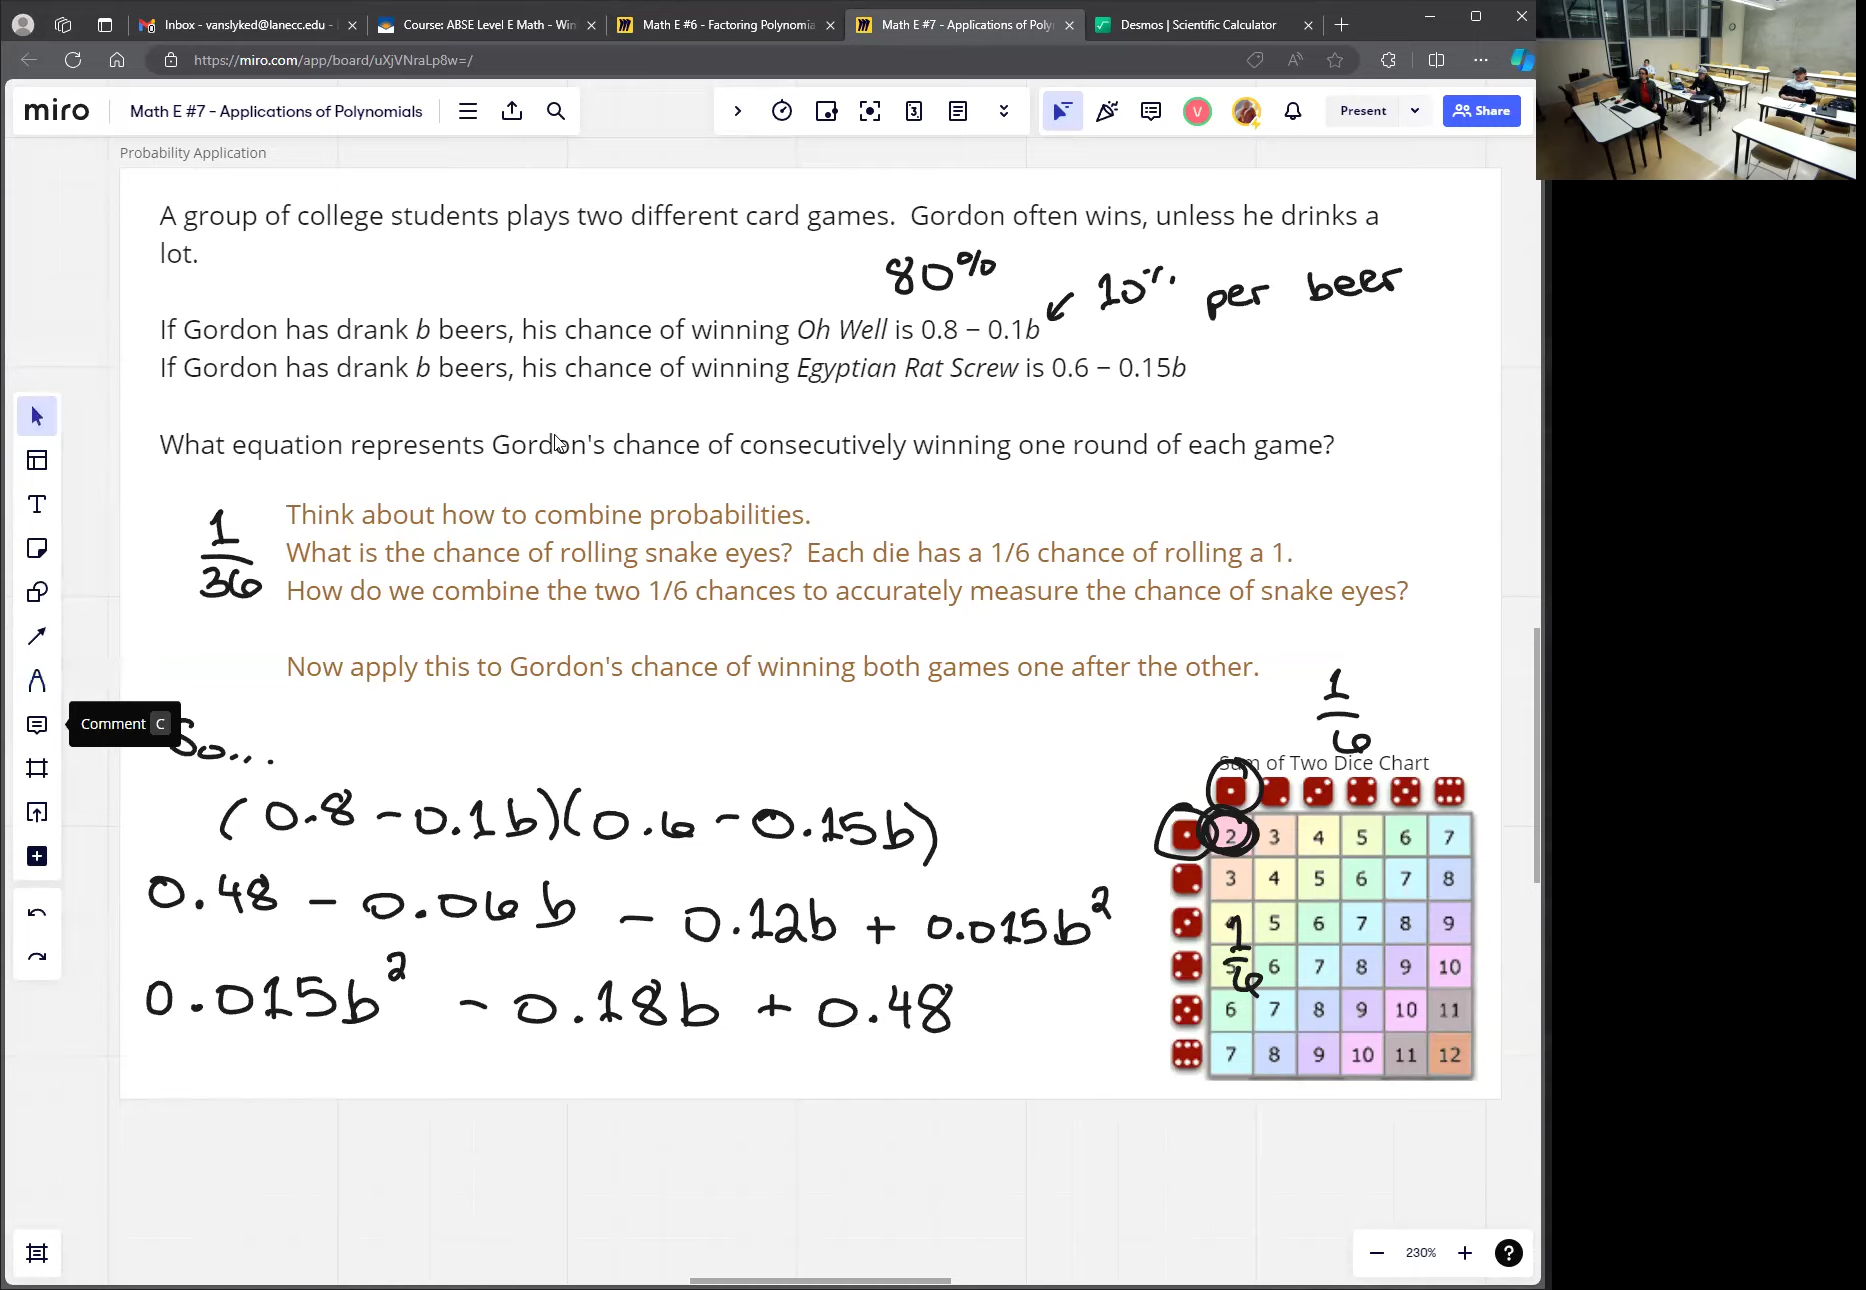 Inbox - vanslyked@lanecc.edu -
Course: ABSE Level E Math - Win
Math E #6 - Factoring Polynomia
Math E #7 - Applications of Poly
Desmos | Scientific Calculator
https://miro.com/app/board/uXjVNraLp8w=/
miro
Math E #7 - Applications of Polynomials
V
Present
Share
Probability Application
A group of college students plays two different card games. Gordon often wins, unless he drinks a
lot.
80%
10% per beer
If Gordon has drank b beers, his chance of winning Oh Well is 0.8 − 0.1b
If Gordon has drank b beers, his chance of winning Egyptian Rat Screw is 0.6 − 0.15b
What equation represents Gordon's chance of consecutively winning one round of each game?
1/36
Think about how to combine probabilities.
What is the chance of rolling snake eyes? Each die has a 1/6 chance of rolling a 1.
How do we combine the two 1/6 chances to accurately measure the chance of snake eyes?
Now apply this to Gordon's chance of winning both games one after the other.
Comment C
So...
(0.8 - 0.1b)(0.6 - 0.15b)
0.48 - 0.06b - 0.12b + 0.015b²
0.015b² - 0.18b + 0.48
1/6
Sum of Two Dice Chart
2 3 4 5 6 7
3 4 5 6 7 8
4 5 6 7 8 9
5 6 7 8 9 10
6 7 8 9 10 11
7 8 9 10 11 12
1/6
230%
?